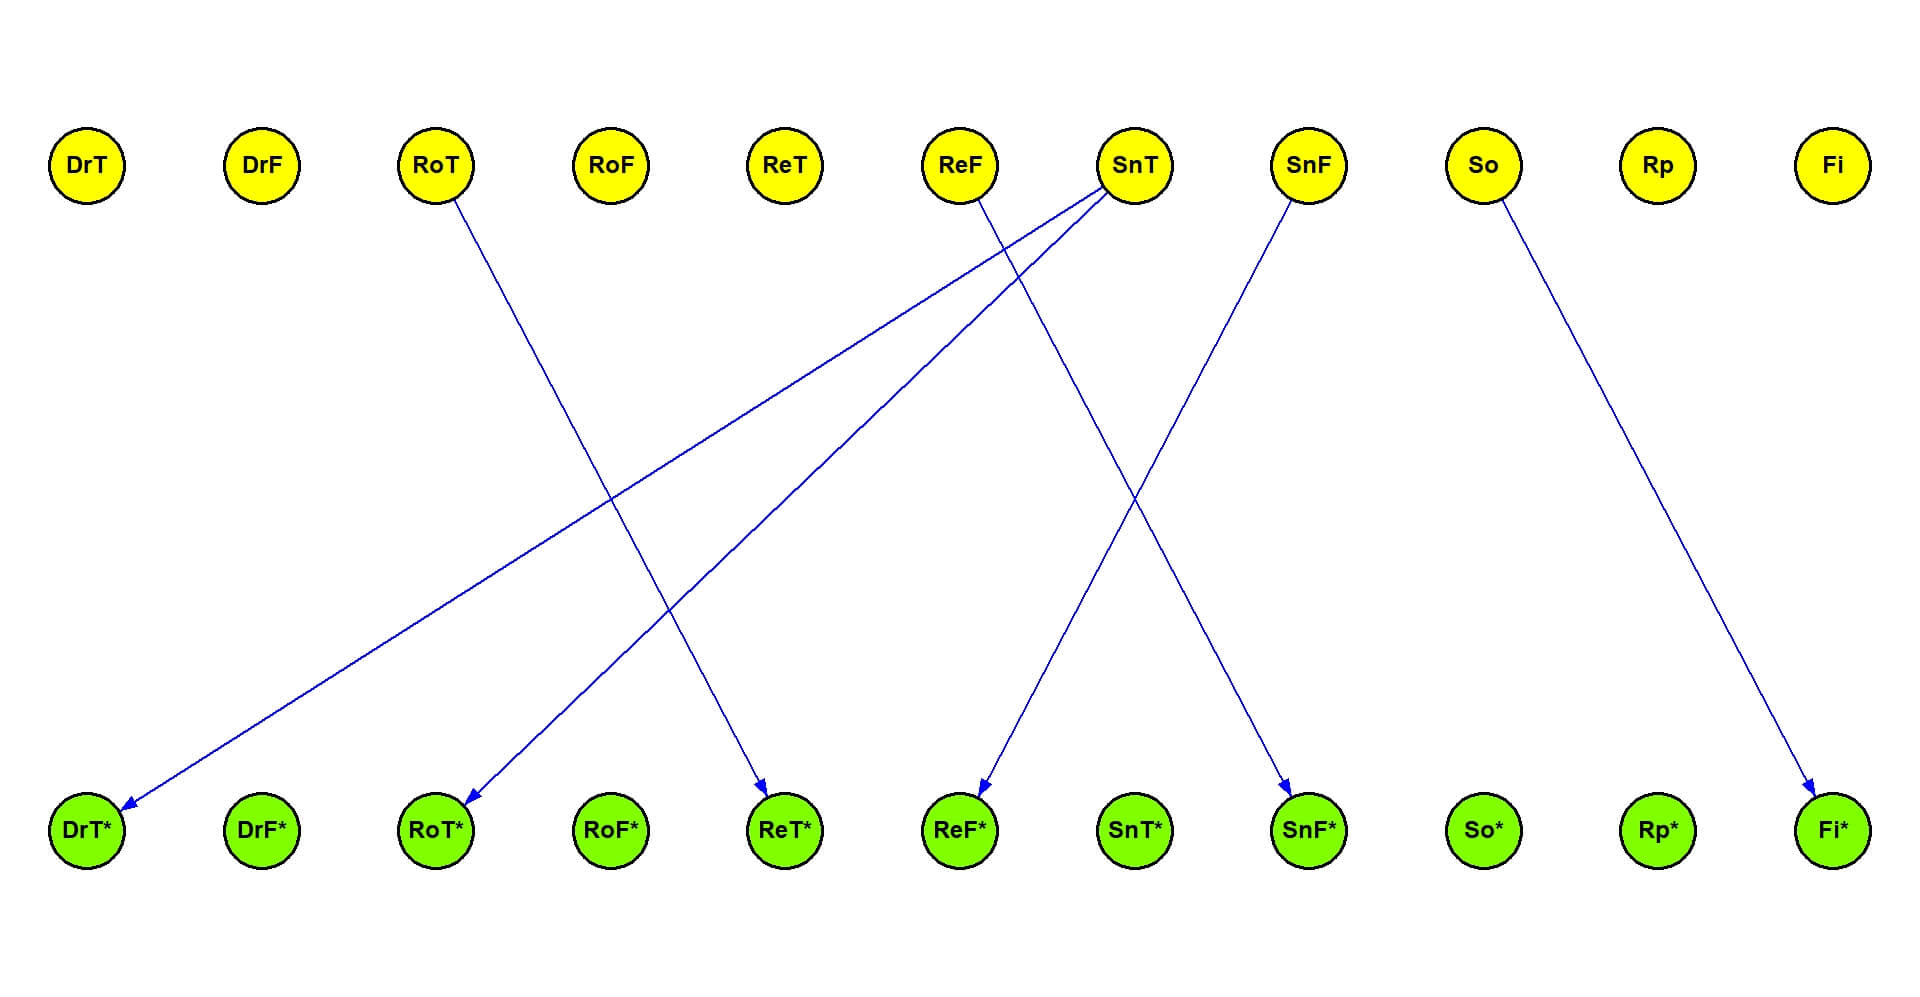 DrT DrF RoT RoF ReT ReF SnT SnF So Rp Fi
DrT* DrF* RoT* RoF* ReT* ReF* SnT* SnF* So* Rp* Fi*